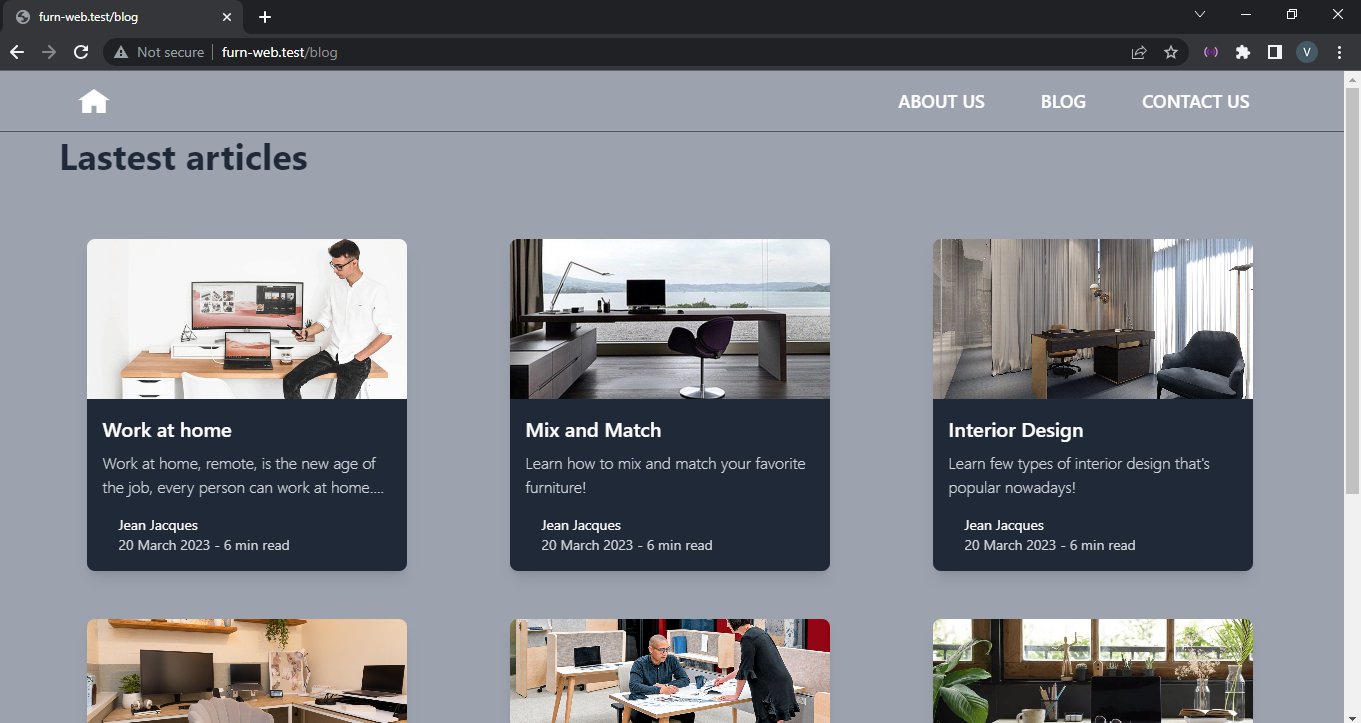 furn-web.test/blog
Not secure furn-web.test/blog
V
ABOUT US BLOG CONTACT US
Lastest articles
Work at home
Work at home, remote, is the new age of
the job, every person can work at home....
Jean Jacques
20 March 2023 - 6 min read
Mix and Match
Learn how to mix and match your favorite
furniture!
Jean Jacques
20 March 2023 - 6 min read
Interior Design
Learn few types of interior design that's
popular nowadays!
Jean Jacques
20 March 2023 - 6 min read